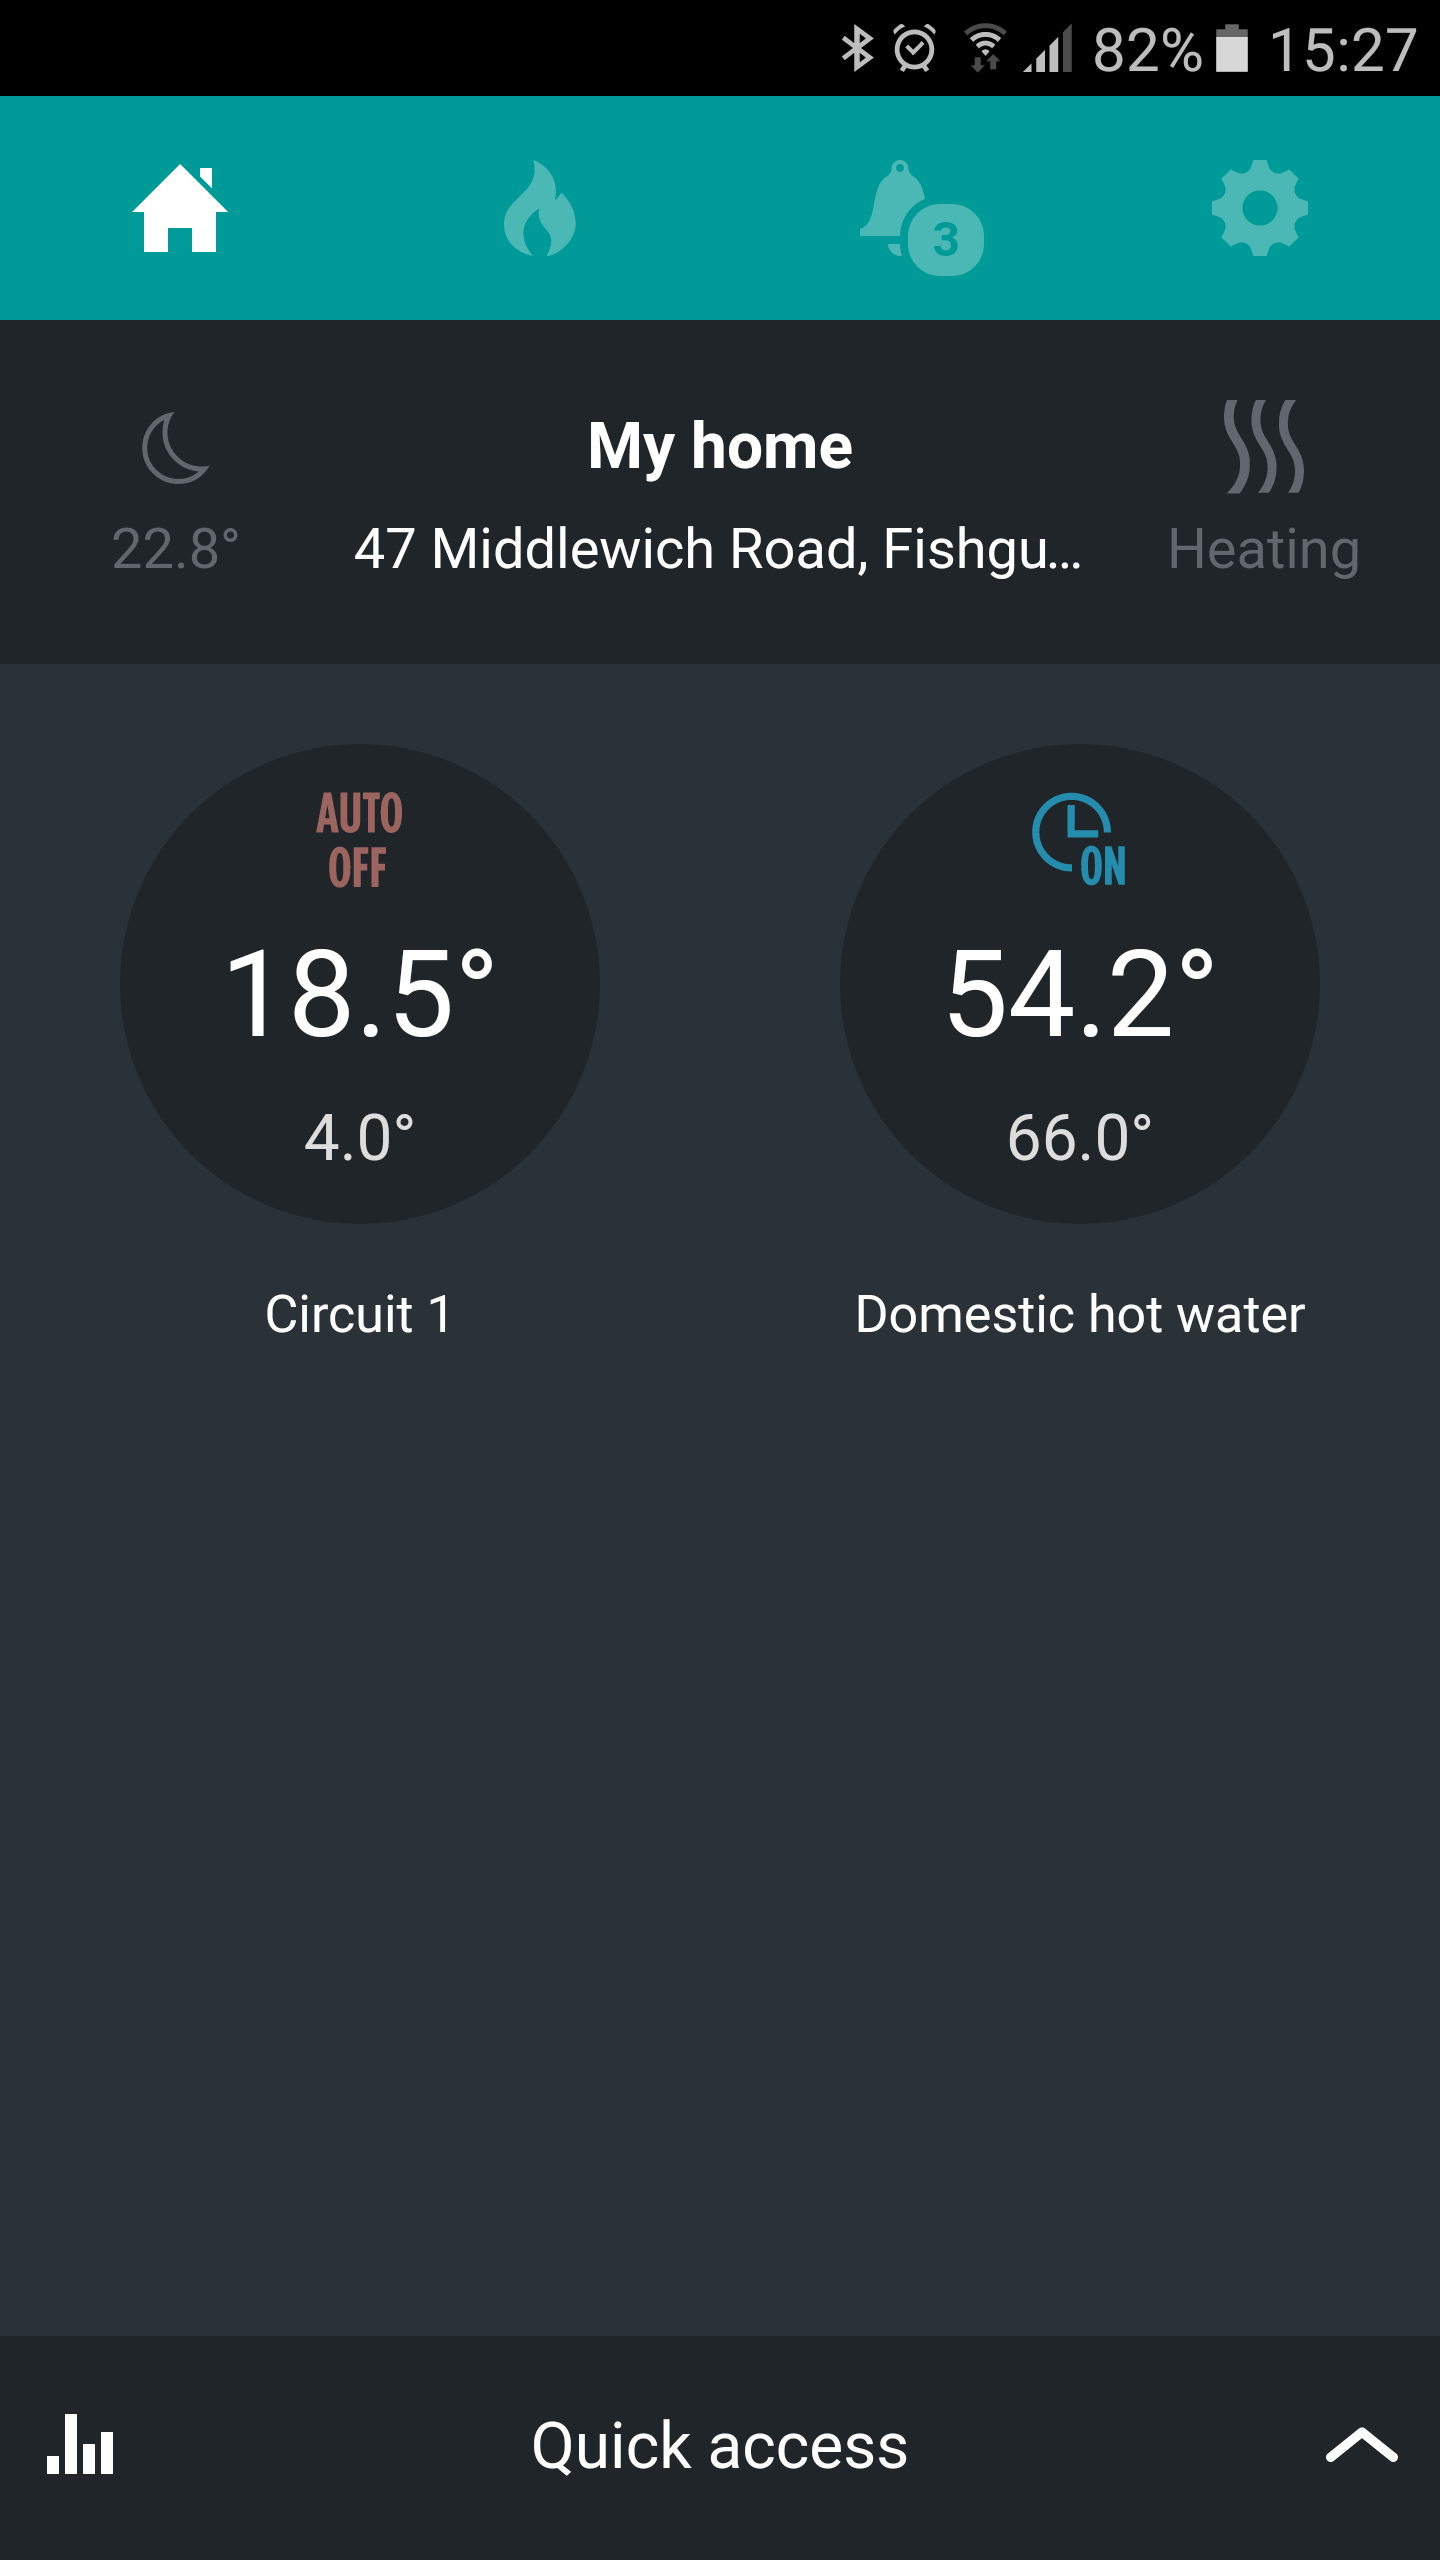 82% 15:27
3
My home
22.8°
47 Middlewich Road, Fishgu...
Heating
AUTO
OFF
18.5°
4.0°
Circuit 1
ON
54.2°
66.0°
Domestic hot water
Quick access